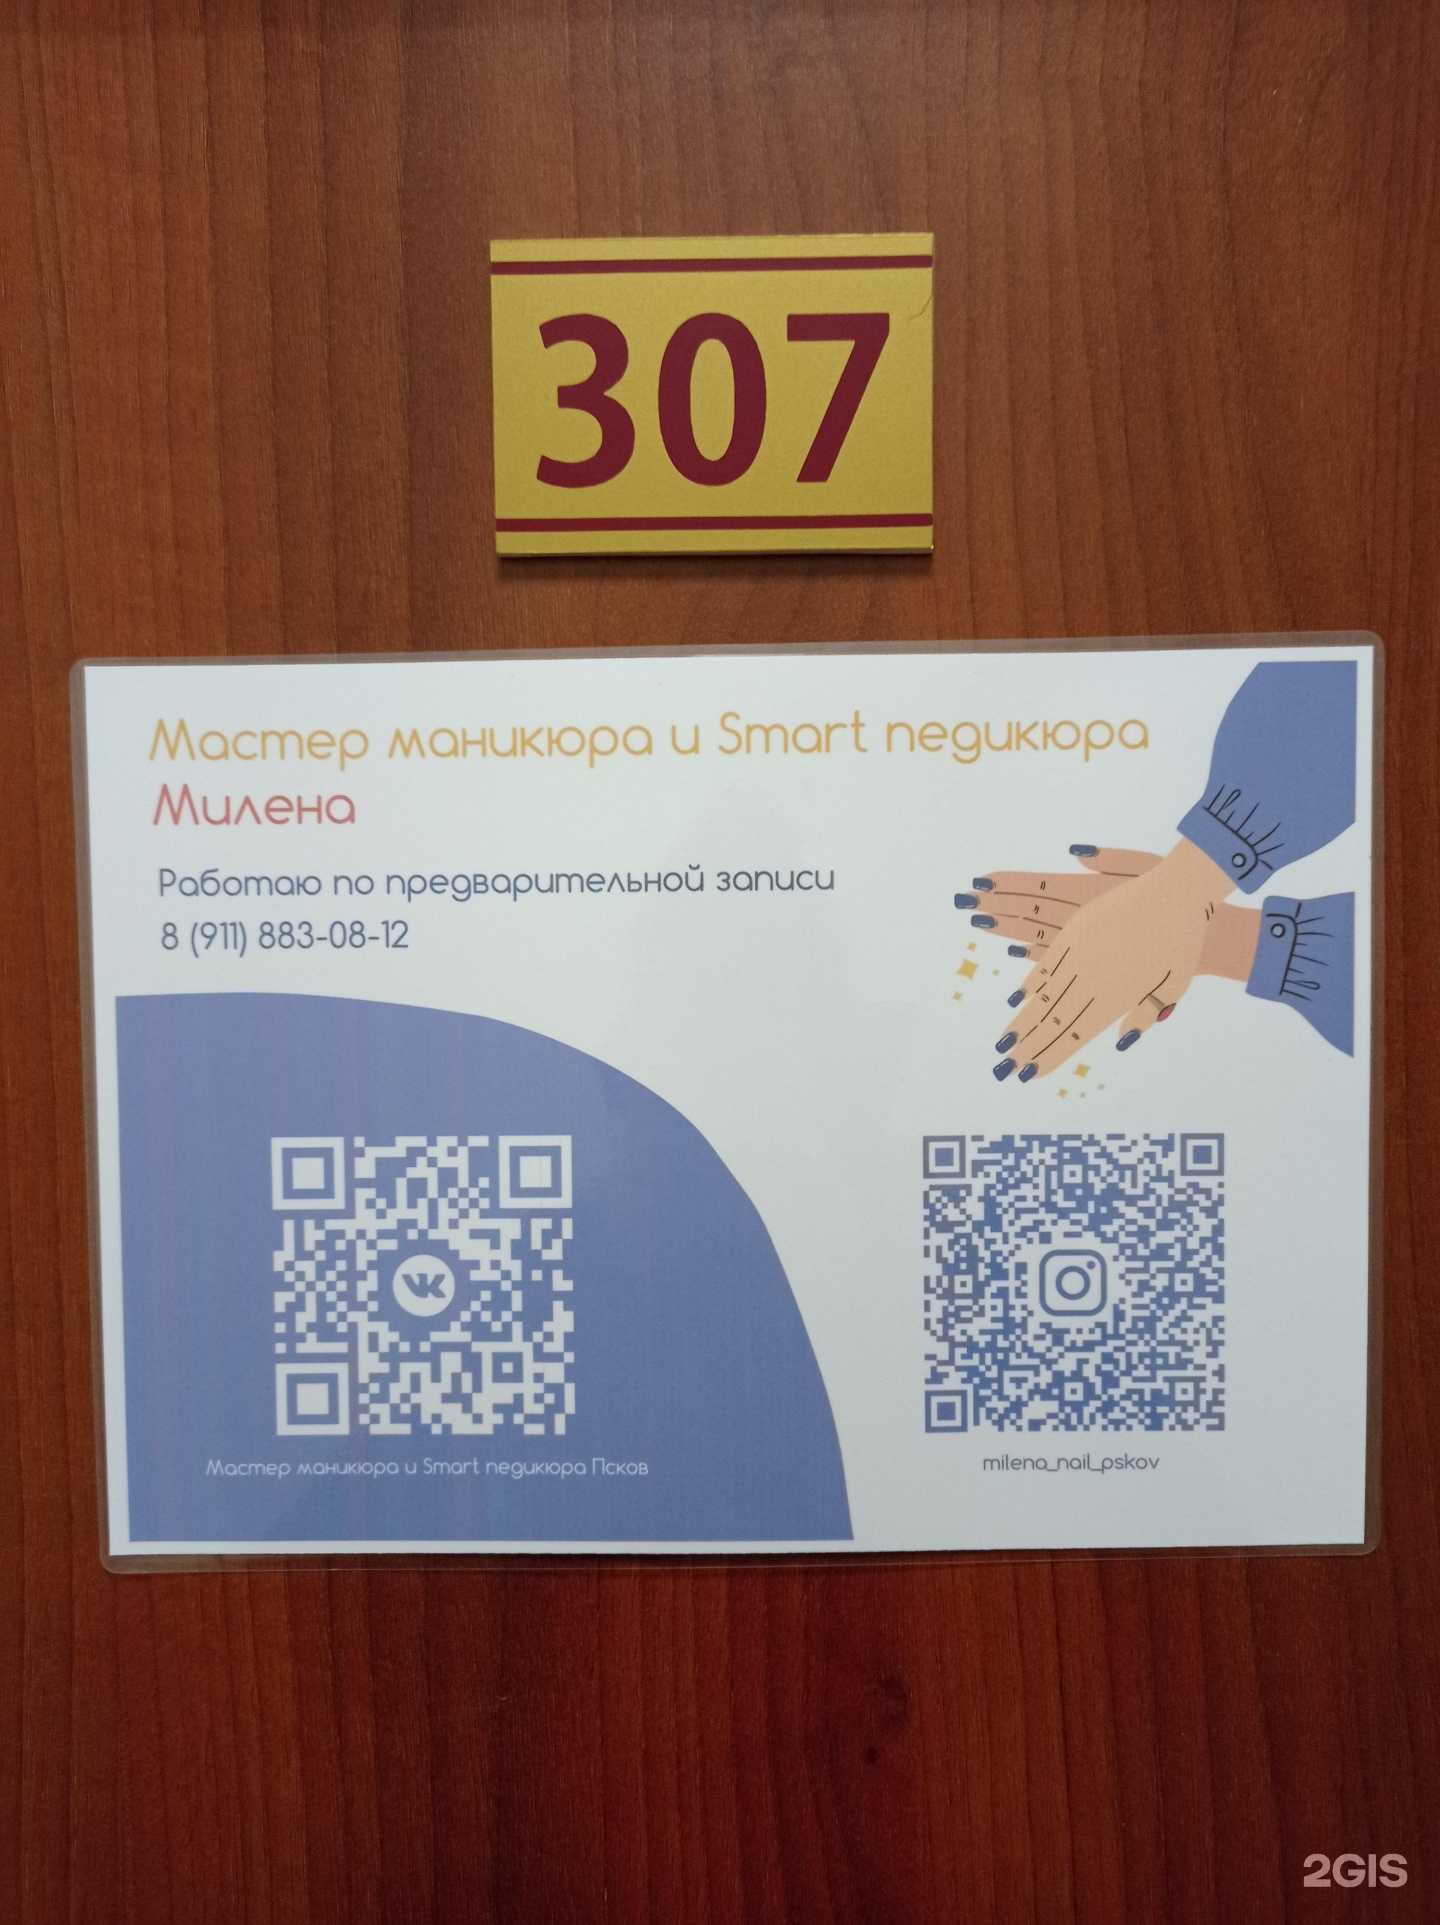 307
Мастер маникюра и Smart педикюра
Милена
Работаю по предварительной записи
8 (911) 883-08-12
Мастер маникюра и Smart педикюра Псков
milena_nail_pskov
2GIS